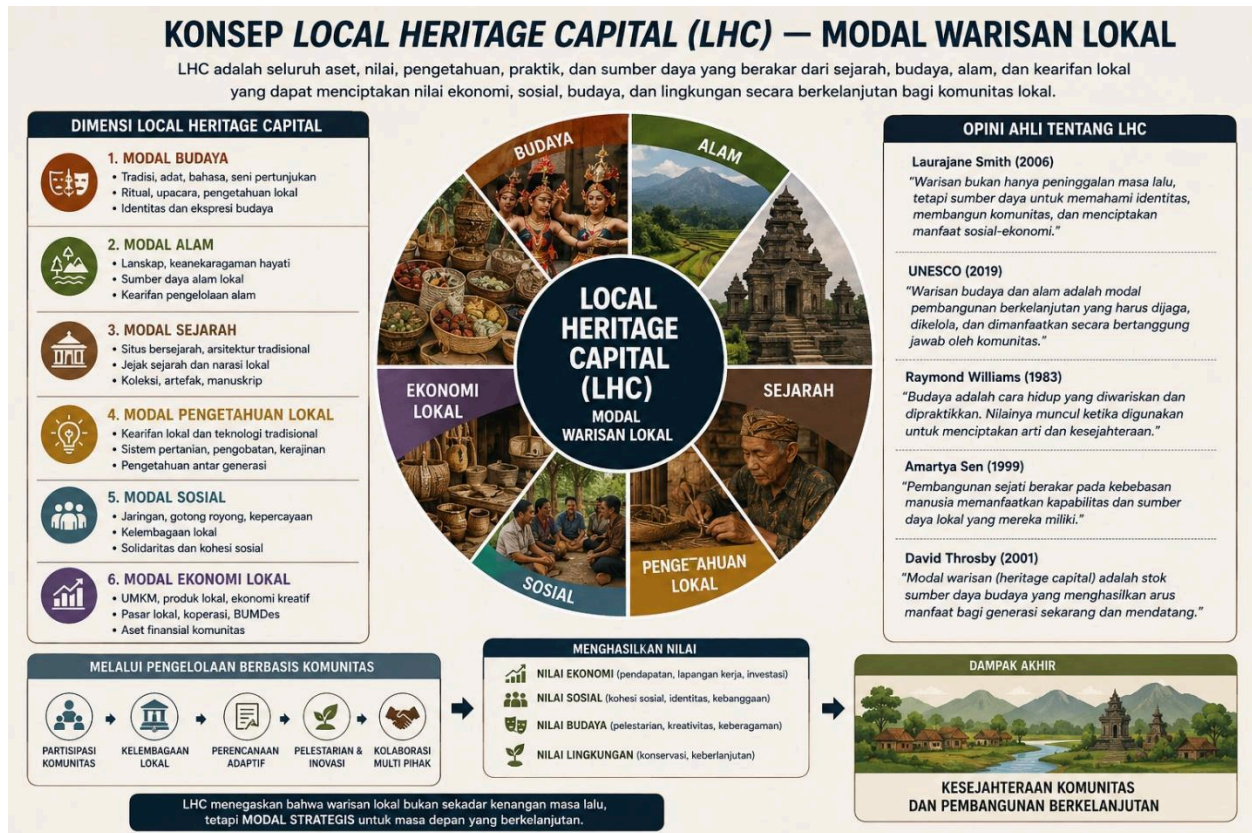 KONSEP LOCAL HERITAGE CAPITAL (LHC) — MODAL WARISAN LOKAL
LHC adalah seluruh aset, nilai, pengetahuan, praktik, dan sumber daya yang berakar dari sejarah, budaya, alam, dan kearifan lokal
yang dapat menciptakan nilai ekonomi, sosial, budaya, dan lingkungan secara berkelanjutan bagi komunitas lokal.
DIMENSI LOCAL HERITAGE CAPITAL
1. MODAL BUDAYA
• Tradisi, adat, bahasa, seni pertunjukan
• Ritual, upacara, pengetahuan lokal
• Identitas dan ekspresi budaya
2. MODAL ALAM
• Lanskap, keanekaragaman hayati
• Sumber daya alam lokal
• Kearifan pengelolaan alam
3. MODAL SEJARAH
• Situs bersejarah, arsitektur tradisional
• Jejak sejarah dan narasi lokal
• Koleksi, artefak, manuskrip
4. MODAL PENGETAHUAN LOKAL
• Kearifan lokal dan teknologi tradisional
• Sistem pertanian, pengobatan, kerajinan
• Pengetahuan antar generasi
5. MODAL SOSIAL
• Jaringan, gotong royong, kepercayaan
• Kelembagaan lokal
• Solidaritas dan kohesi sosial
6. MODAL EKONOMI LOKAL
• UMKM, produk lokal, ekonomi kreatif
• Pasar lokal, koperasi, BUMDes
• Aset finansial komunitas
BUDAYA
ALAM
SEJARAH
PENGETAHUAN
LOKAL
SOSIAL
EKONOMI
LOKAL
LOCAL
HERITAGE
CAPITAL
(LHC)
MODAL
WARISAN LOKAL
OPINI AHLI TENTANG LHC
Laurajane Smith (2006)
"Warisan bukan hanya peninggalan masa lalu,
tetapi sumber daya untuk memahami identitas,
membangun komunitas, dan menciptakan
manfaat sosial-ekonomi."
UNESCO (2019)
"Warisan budaya dan alam adalah modal
pembangunan berkelanjutan yang harus dijaga,
dikelola, dan dimanfaatkan secara bertanggung
jawab oleh komunitas."
Raymond Williams (1983)
"Budaya adalah cara hidup yang diwariskan dan
dipraktikkan. Nilainya muncul ketika digunakan
untuk menciptakan arti dan kesejahteraan."
Amartya Sen (1999)
"Pembangunan sejati berakar pada kebebasan
manusia memanfaatkan kapabilitas dan sumber
daya lokal yang mereka miliki."
David Throsby (2001)
"Modal warisan (heritage capital) adalah stok
sumber daya budaya yang menghasilkan arus
manfaat bagi generasi sekarang dan mendatang."
MELALUI PENGELOLAAN BERBASIS KOMUNITAS
PARTISIPASI
KOMUNITAS
KELEMBAGAAN
LOKAL
PERENCANAAN
ADAPTIF
PELESTARIAN &
INOVASI
KOLABORASI
MULTI PIHAK
MENGHASILKAN NILAI
NILAI EKONOMI (pendapatan, lapangan kerja, investasi)
NILAI SOSIAL (kohesi sosial, identitas, kebanggaan)
NILAI BUDAYA (pelestarian, kreativitas, keberagaman)
NILAI LINGKUNGAN (konservasi, keberlanjutan)
DAMPAK AKHIR
KESEJAHTERAAN KOMUNITAS
DAN PEMBANGUNAN BERKELANJUTAN
LHC menegaskan bahwa warisan lokal bukan sekadar kenangan masa lalu,
tetapi MODAL STRATEGIS untuk masa depan yang berkelanjutan.